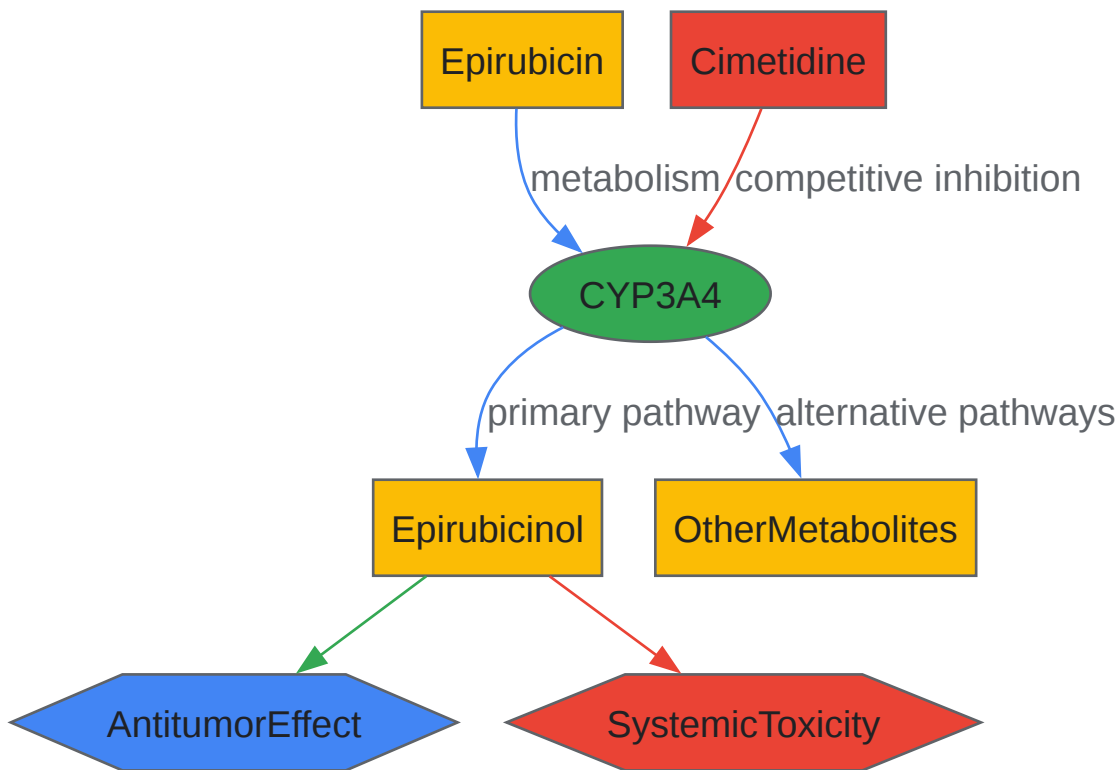 Epirubicin
Cimetidine
metabolism
competitive inhibition
CYP3A4
primary pathway
alternative pathways
Epirubicinol
OtherMetabolites
AntitumorEffect
SystemicToxicity